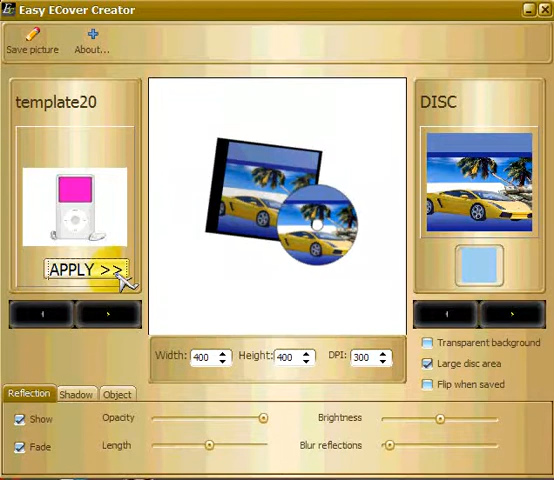 Easy ECover Creator
Save picture
About...
template20
APPLY >>
DISC
Width: 400
Height: 400
DPI: 300
Transparent background
Large disc area
Flip when saved
Reflection
Shadow
Object
Show
Opacity
Brightness
Fade
Length
Blur reflections